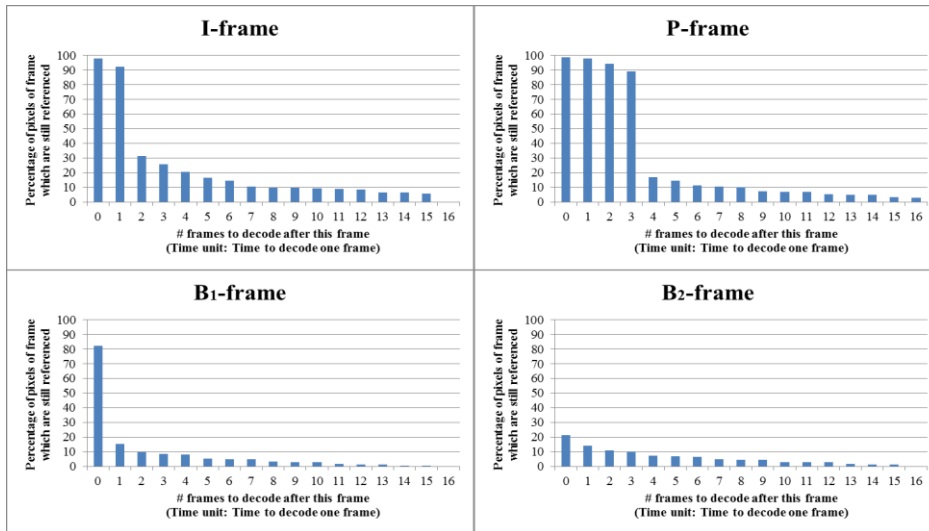 I-frame
Percentage of pixels of frame
which are still referenced
100
90
80
70
60
50
40
30
20
10
0
0 1 2 3 4 5 6 7 8 9 10 11 12 13 14 15 16
# frames to decode after this frame
(Time unit: Time to decode one frame)
P-frame
Percentage of pixels of frame
which are still referenced
100
90
80
70
60
50
40
30
20
10
0
0 1 2 3 4 5 6 7 8 9 10 11 12 13 14 15 16
# frames to decode after this frame
(Time unit: Time to decode one frame)
B1-frame
Percentage of pixels of frame
which are still referenced
100
90
80
70
60
50
40
30
20
10
0
0 1 2 3 4 5 6 7 8 9 10 11 12 13 14 15 16
# frames to decode after this frame
(Time unit: Time to decode one frame)
B2-frame
Percentage of pixels of frame
which are still referenced
100
90
80
70
60
50
40
30
20
10
0
0 1 2 3 4 5 6 7 8 9 10 11 12 13 14 15 16
# frames to decode after this frame
(Time unit: Time to decode one frame)